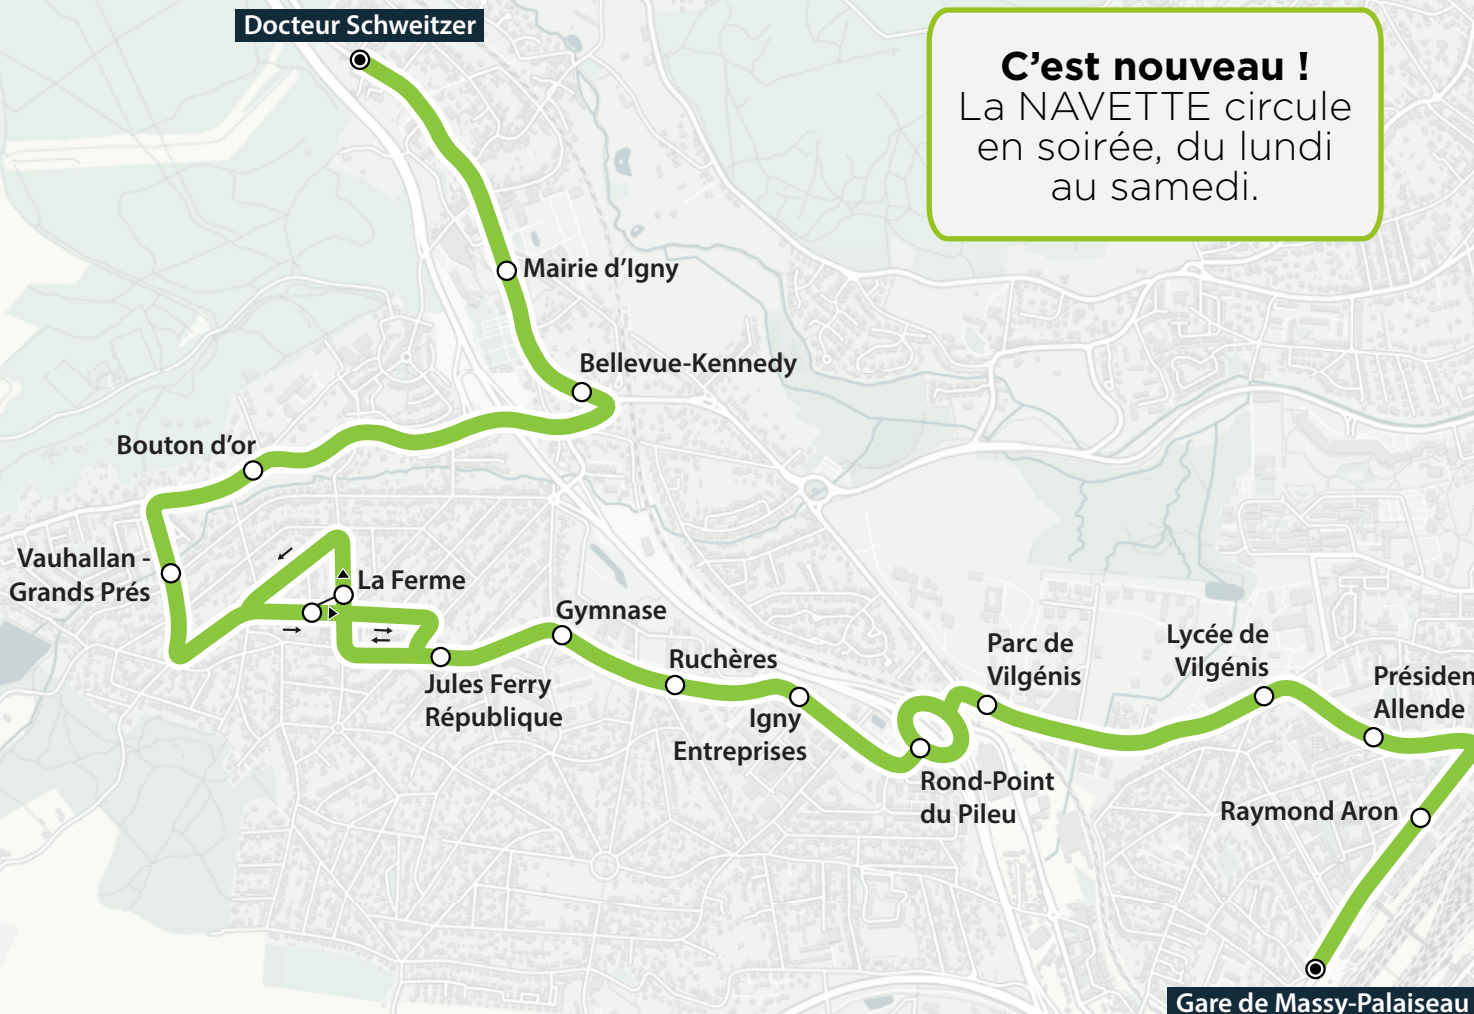 Docteur Schweitzer
C'est nouveau !
La NAVETTE circule
en soirée, du lundi
au samedi.
Mairie d'Igny
Bellevue-Kennedy
Bouton d'or
Vauhallan -
Grands Prés
La Ferme
Gymnase
Jules Ferry
République
Ruchères
Igny
Entreprises
Rond-Point
du Pileu
Parc de
Vilgénis
Lycée de
Vilgénis
Présiden
Allende
Raymond Aron
Gare de Massy-Palaiseau